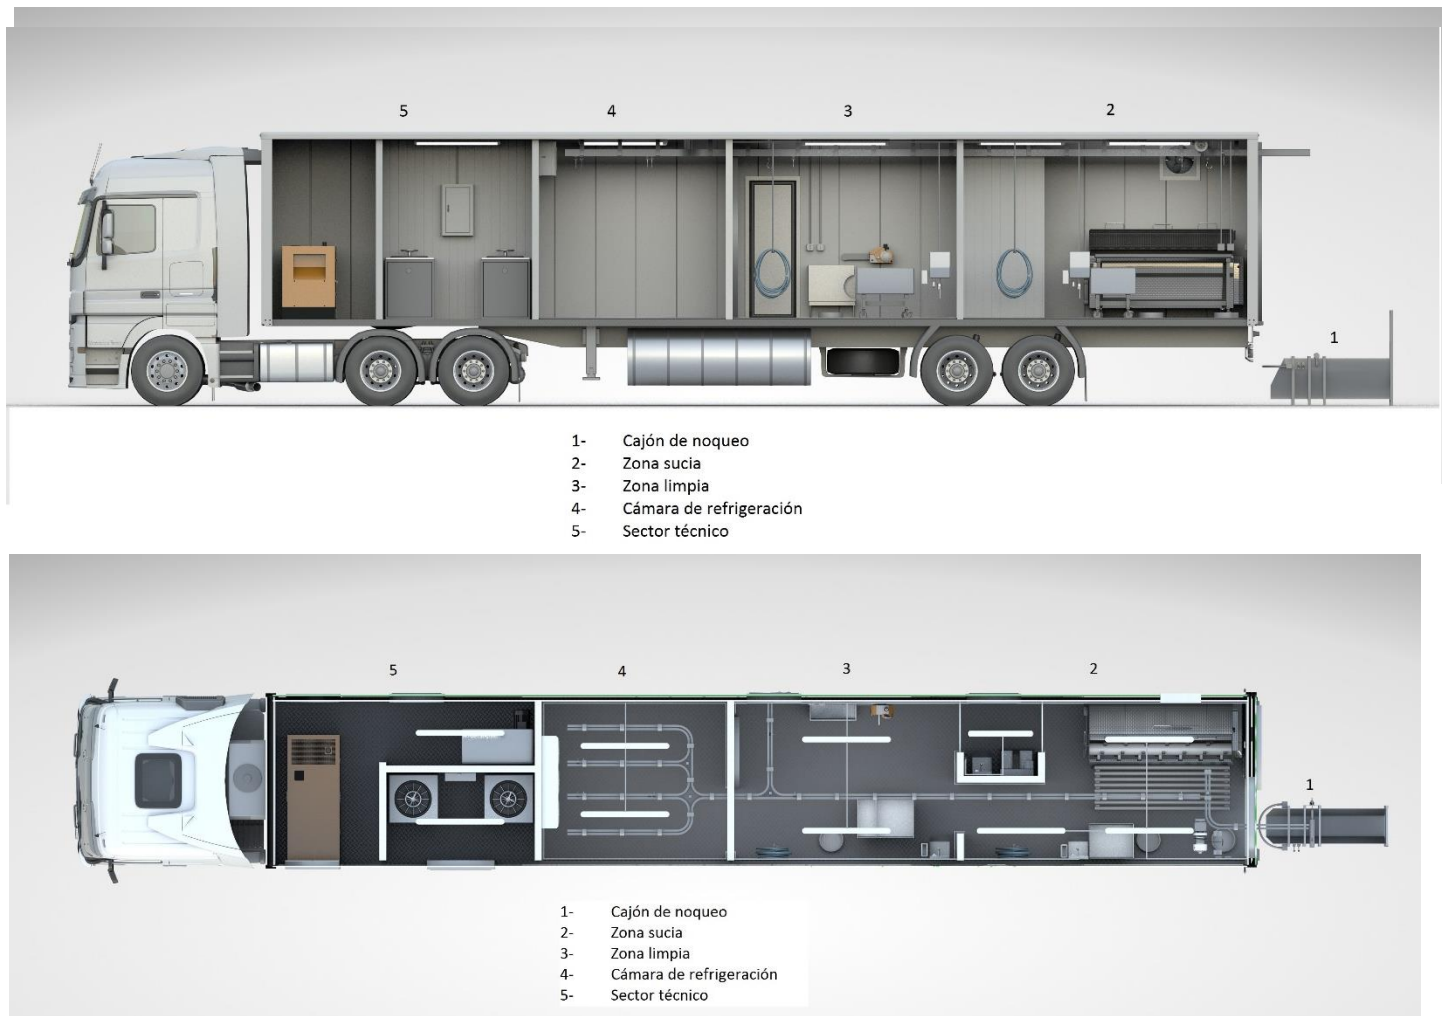 5 4 3 2
1
1- Cajón de noqueo
2- Zona sucia
3- Zona limpia
4- Cámara de refrigeración
5- Sector técnico
5 4 3 2
1
1- Cajón de noqueo
2- Zona sucia
3- Zona limpia
4- Cámara de refrigeración
5- Sector técnico